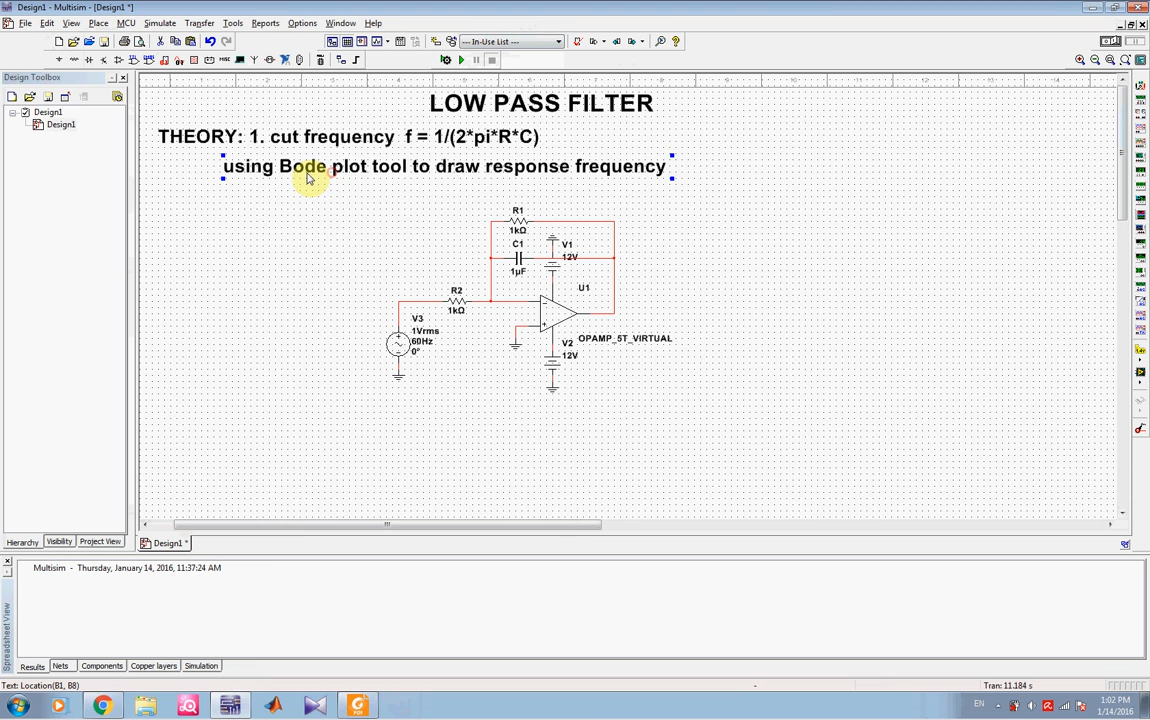 Design1 - Multisim - [Design1 *]
File Edit View Place MCU Simulate Transfer Tools Reports Options Window Help
--- In-Use List ---
Design Toolbox
Design1
Design1
LOW PASS FILTER
THEORY: 1. cut frequency f = 1/(2*pi*R*C)
using Bode plot tool to draw response frequency
R1
1kΩ
C1
1µF
V1
12V
R2
1kΩ
U1
V3
1Vrms
60Hz
0°
OPAMP_5T_VIRTUAL
V2
12V
Hierarchy Visibility Project View
Design1 *
Multisim - Thursday, January 14, 2016, 11:37:24 AM
Spreadsheet View
Results Nets Components Copper layers Simulation
Text: Location(B1, B8)
- Tran: 11.184 s
EN
1:02 PM
1/14/2016